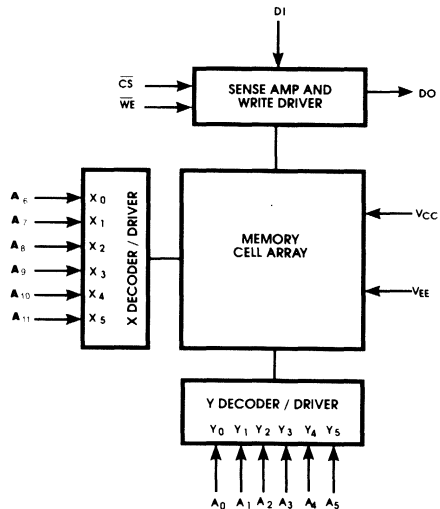 DI
CS
WE
SENSE AMP AND
WRITE DRIVER
DO
A6
A7
A8
A9
A10
A11
X0
X1
X2
X3
X4
X5
X DECODER / DRIVER
MEMORY
CELL ARRAY
VCC
VEE
Y DECODER / DRIVER
Y0 Y1 Y2 Y3 Y4 Y5
A0 A1 A2 A3 A4 A5